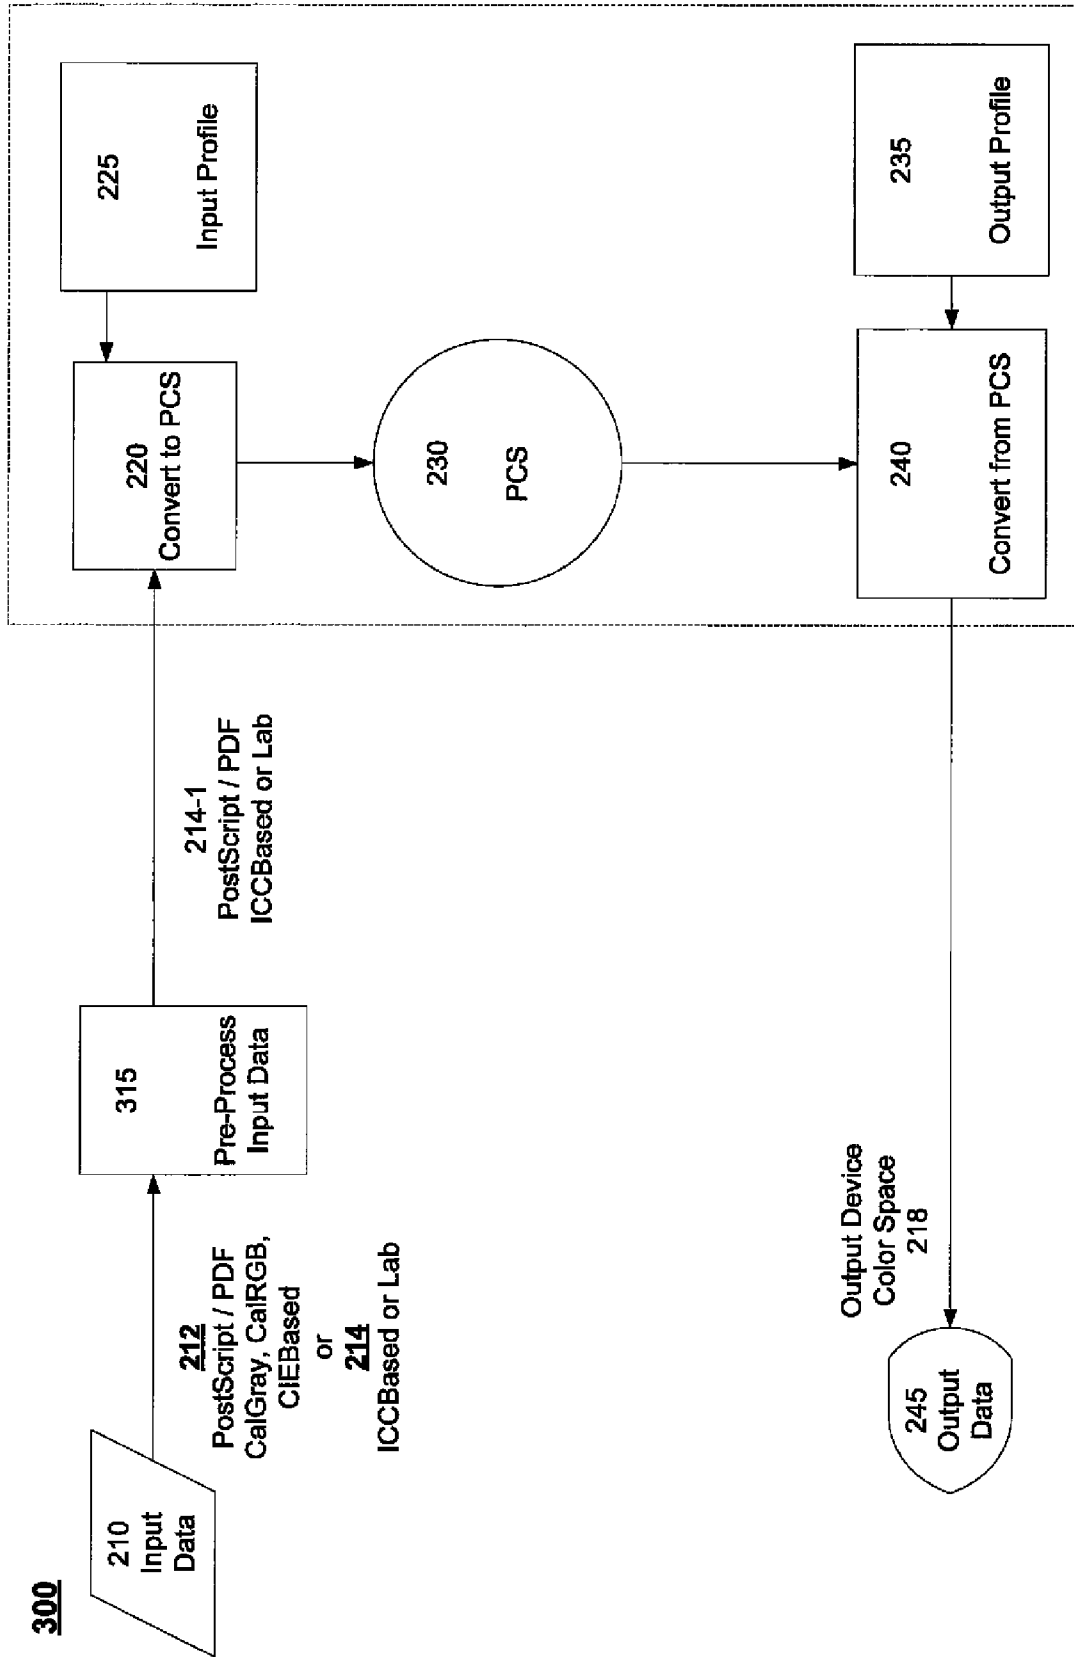 300
210
Input
Data
212
PostScript / PDF
CalGray, CalRGB,
CIEBased
or
214
ICCBased or Lab
315
Pre-Process
Input Data
214-1
PostScript / PDF
ICCBased or Lab
220
Convert to PCS
225
Input Profile
230
PCS
235
Output Profile
240
Convert from PCS
Output Device
Color Space
218
245
Output
Data